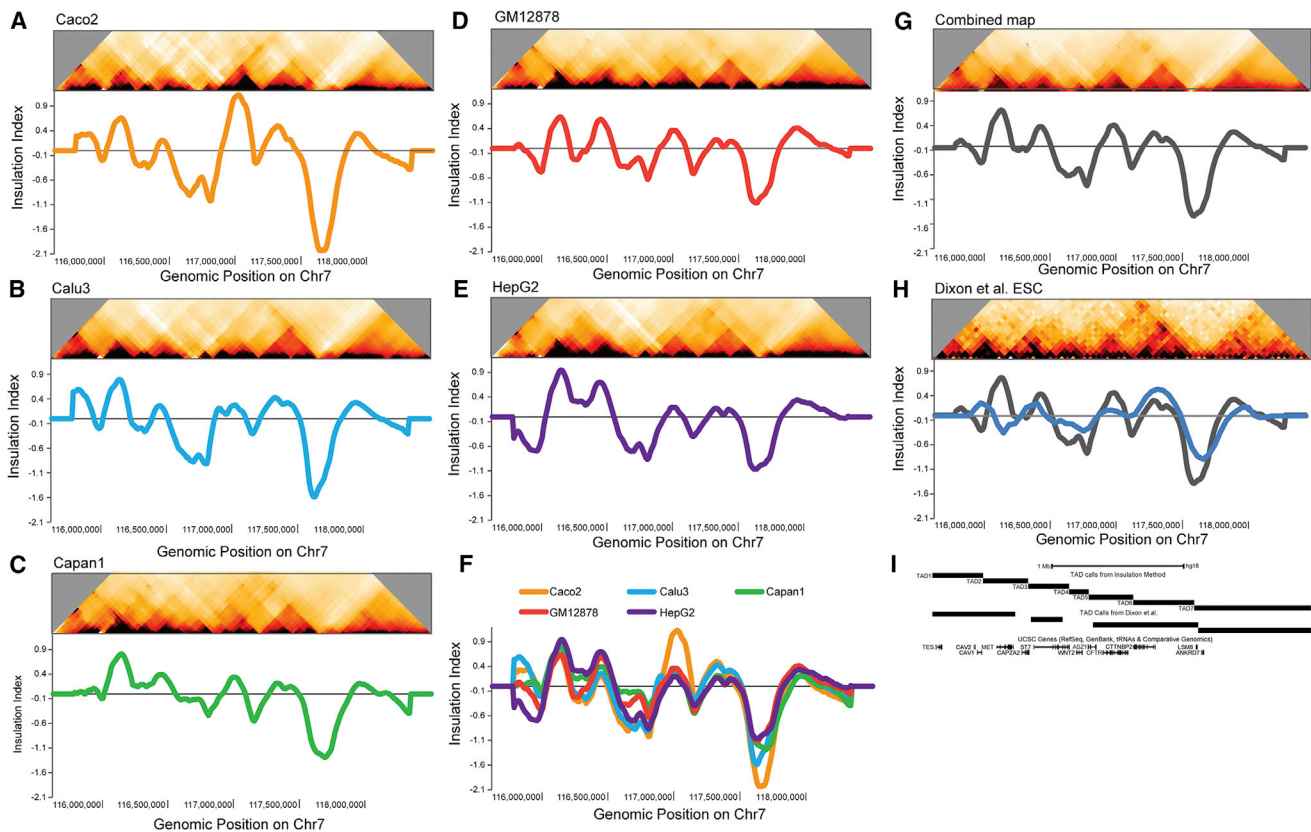 A
Caco2
0.9
0.4
-0.1
-0.6
-1.1
-1.6
-2.1
Insulation Index
116,000,000 116,500,000 117,000,000 117,500,000 118,000,000
Genomic Position on Chr7
B
Calu3
0.9
0.4
-0.1
-0.6
-1.1
-1.6
-2.1
Insulation Index
116,000,000 116,500,000 117,000,000 117,500,000 118,000,000
Genomic Position on Chr7
C
Capan1
0.9
0.4
-0.1
-0.6
-1.1
-1.6
-2.1
Insulation Index
116,000,000 116,500,000 117,000,000 117,500,000 118,000,000
Genomic Position on Chr7
D
GM12878
0.9
0.4
-0.1
-0.6
-1.1
-1.6
-2.1
Insulation Index
116,000,000 116,500,000 117,000,000 117,500,000 118,000,000
Genomic Position on Chr7
E
HepG2
0.9
0.4
-0.1
-0.6
-1.1
-1.6
-2.1
Insulation Index
116,000,000 116,500,000 117,000,000 117,500,000 118,000,000
Genomic Position on Chr7
F
Caco2 Calu3 Capan1
GM12878 HepG2
0.9
0.4
-0.1
-0.6
-1.1
-1.6
-2.1
Insulation Index
116,000,000 116,500,000 117,000,000 117,500,000 118,000,000
Genomic Position on Chr7
G
Combined map
0.9
0.4
-0.1
-0.6
-1.1
-1.6
-2.1
Insulation Index
116,000,000 116,500,000 117,000,000 117,500,000 118,000,000
Genomic Position on Chr7
H
Dixon et al. ESC
0.9
0.4
-0.1
-0.6
-1.1
-1.6
-2.1
Insulation Index
116,000,000 116,500,000 117,000,000 117,500,000 118,000,000
Genomic Position on Chr7
I
1 Mb hg18
TAD calls from Insulation Method
TAD1
TAD2
TAD3
TAD4
TAD5
TAD6
TAD7
TAD Calls from Dixon et al.
UCSC Genes (RefSeq, GenBank, tRNAs & Comparative Genomics)
TES CAV2 MET ST7 ASZ1 CTTNBP2 LSM8
CAV1 CAPZA2 WNT2 CFTR ANKRD7